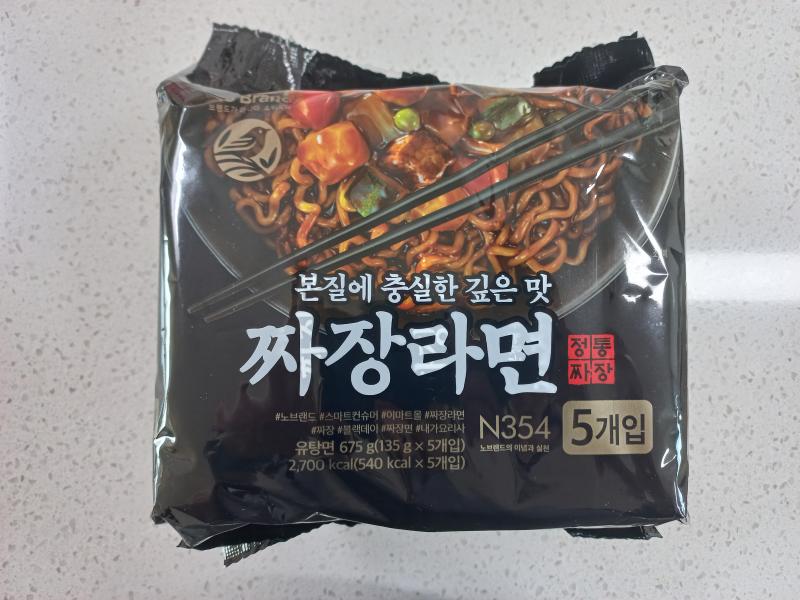 Brand
본질에 충실한 깊은 맛
짜장라면
정통
짜장
#노브랜드 #스마트컨슈머 #이마트몰 #짜장라면
#짜장 #블랙데이 #짜장면 #내가요리사
N354
노브랜드의 이념과 실천
5개입
유탕면 675 g(135 g × 5개입)
2,700 kcal(540 kcal × 5개입)